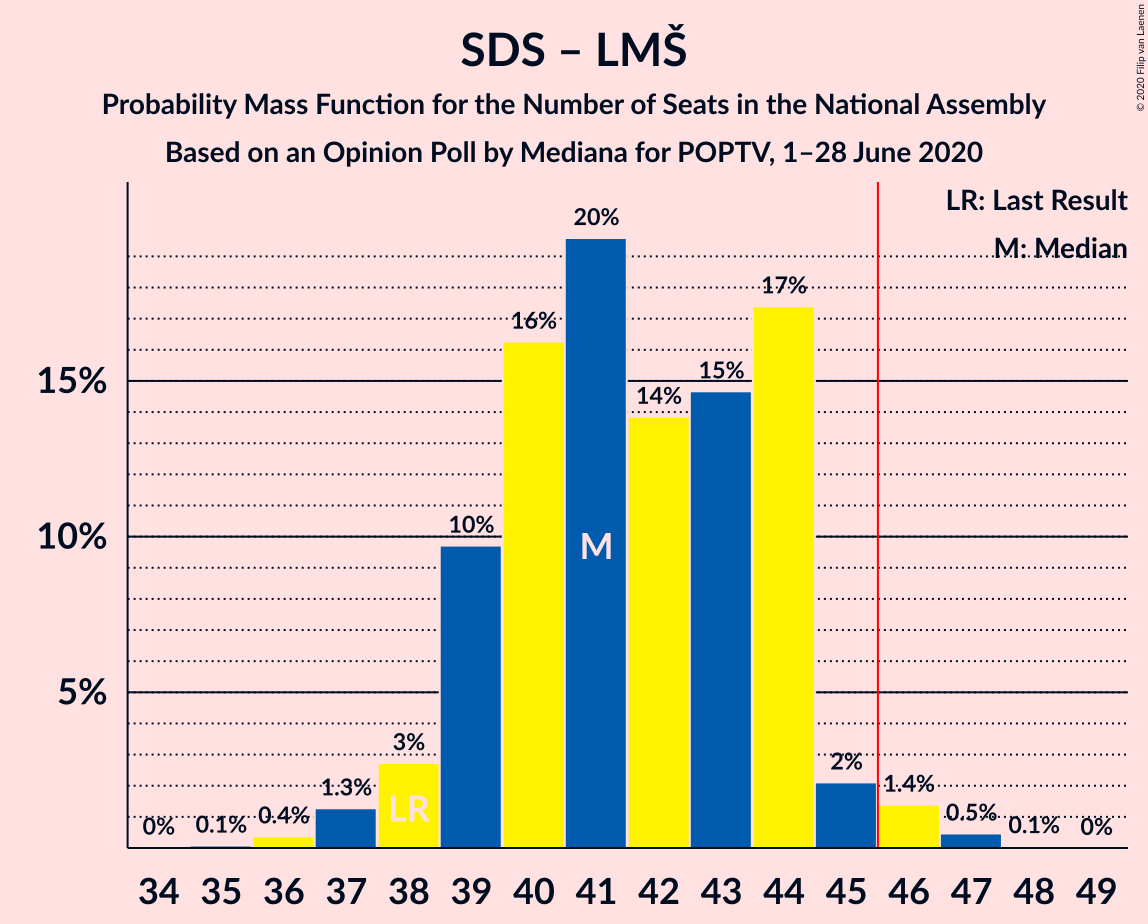 © 2020 Filip van Laenen
SDS – LMŠ
Probability Mass Function for the Number of Seats in the National Assembly
Based on an Opinion Poll by Mediana for POPTV, 1–28 June 2020
LR: Last Result
M: Median
15%
10%
5%
0%
0.1%
0.4%
1.3%
3%
10%
16%
20%
14%
15%
17%
2%
1.4%
0.5%
0.1%
0%
LR
M
34 35 36 37 38 39 40 41 42 43 44 45 46 47 48 49